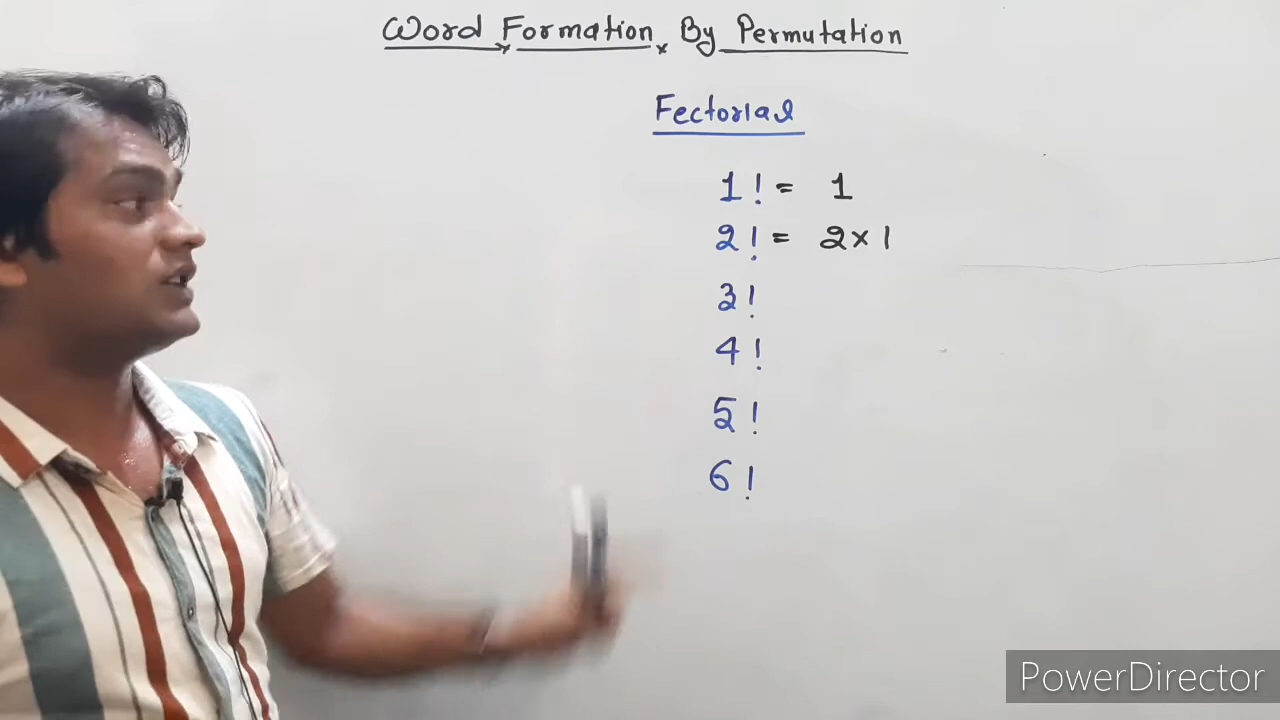 Word Formation By Permutation
Fectorial
1! = 1
2! = 2×1
3!
4!
5!
6!
PowerDirector